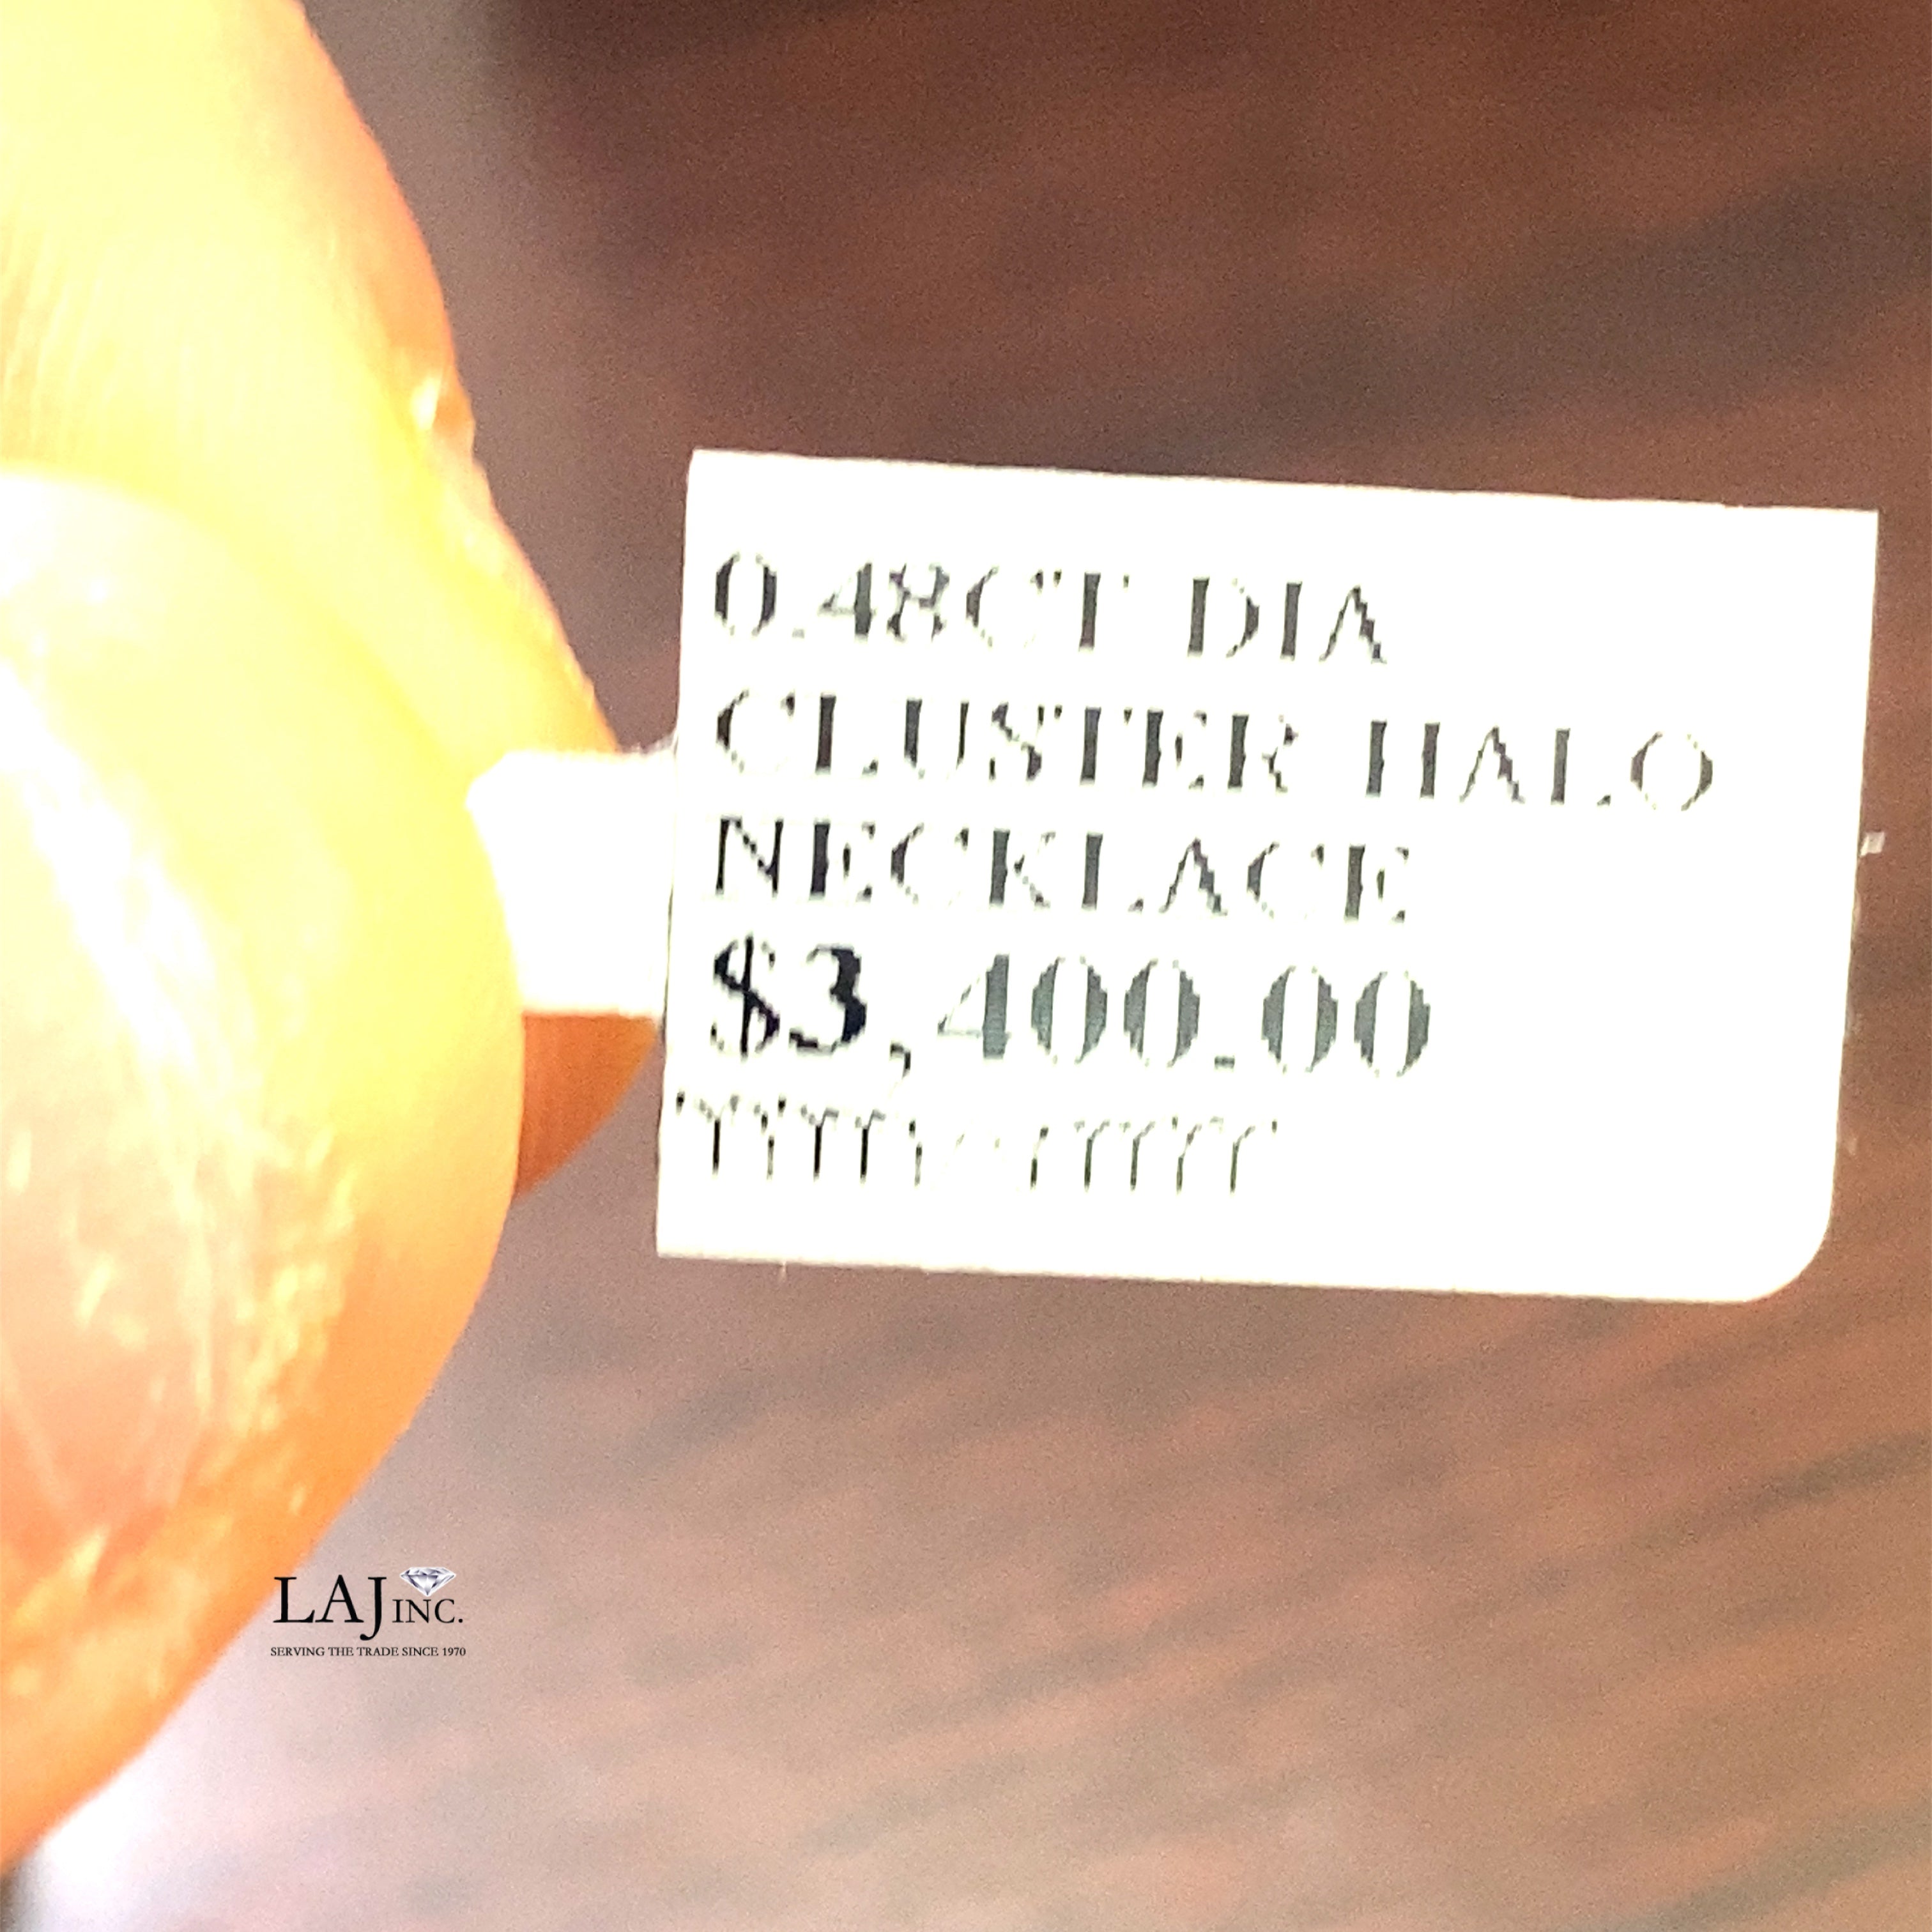 0.48CT DIA
CLUSTER HALO
NECKLACE
$3,400.00
LAJ INC.
SERVING THE TRADE SINCE 1970